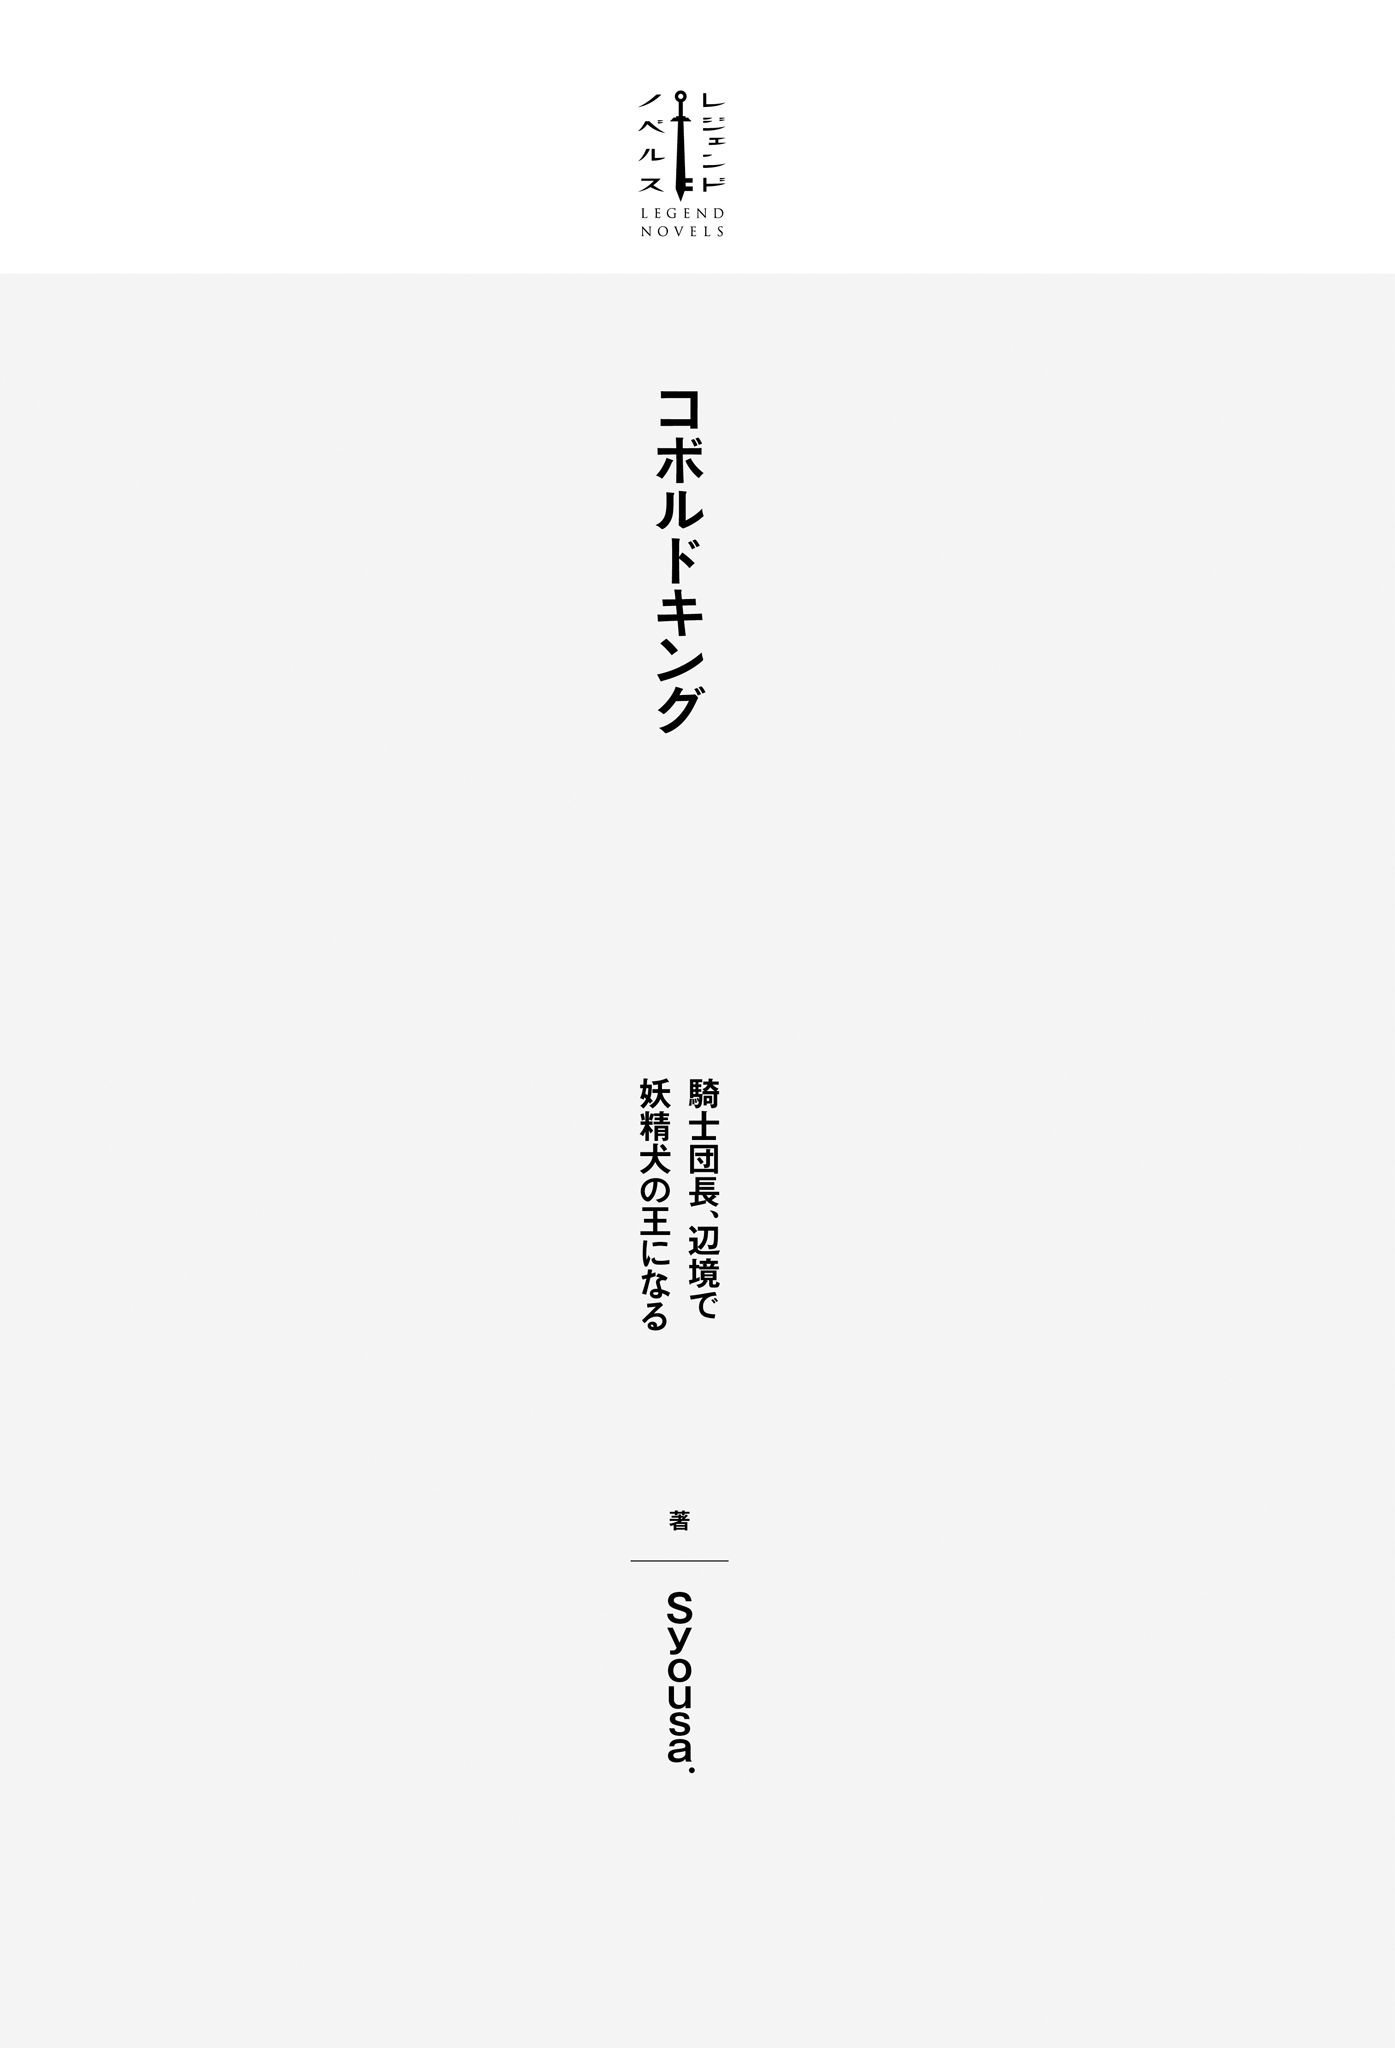 レジェンド
ノベルス
LEGEND
NOVELS
コボルドキング
騎士団長、辺境で
妖精犬の王になる
著
Syousa.